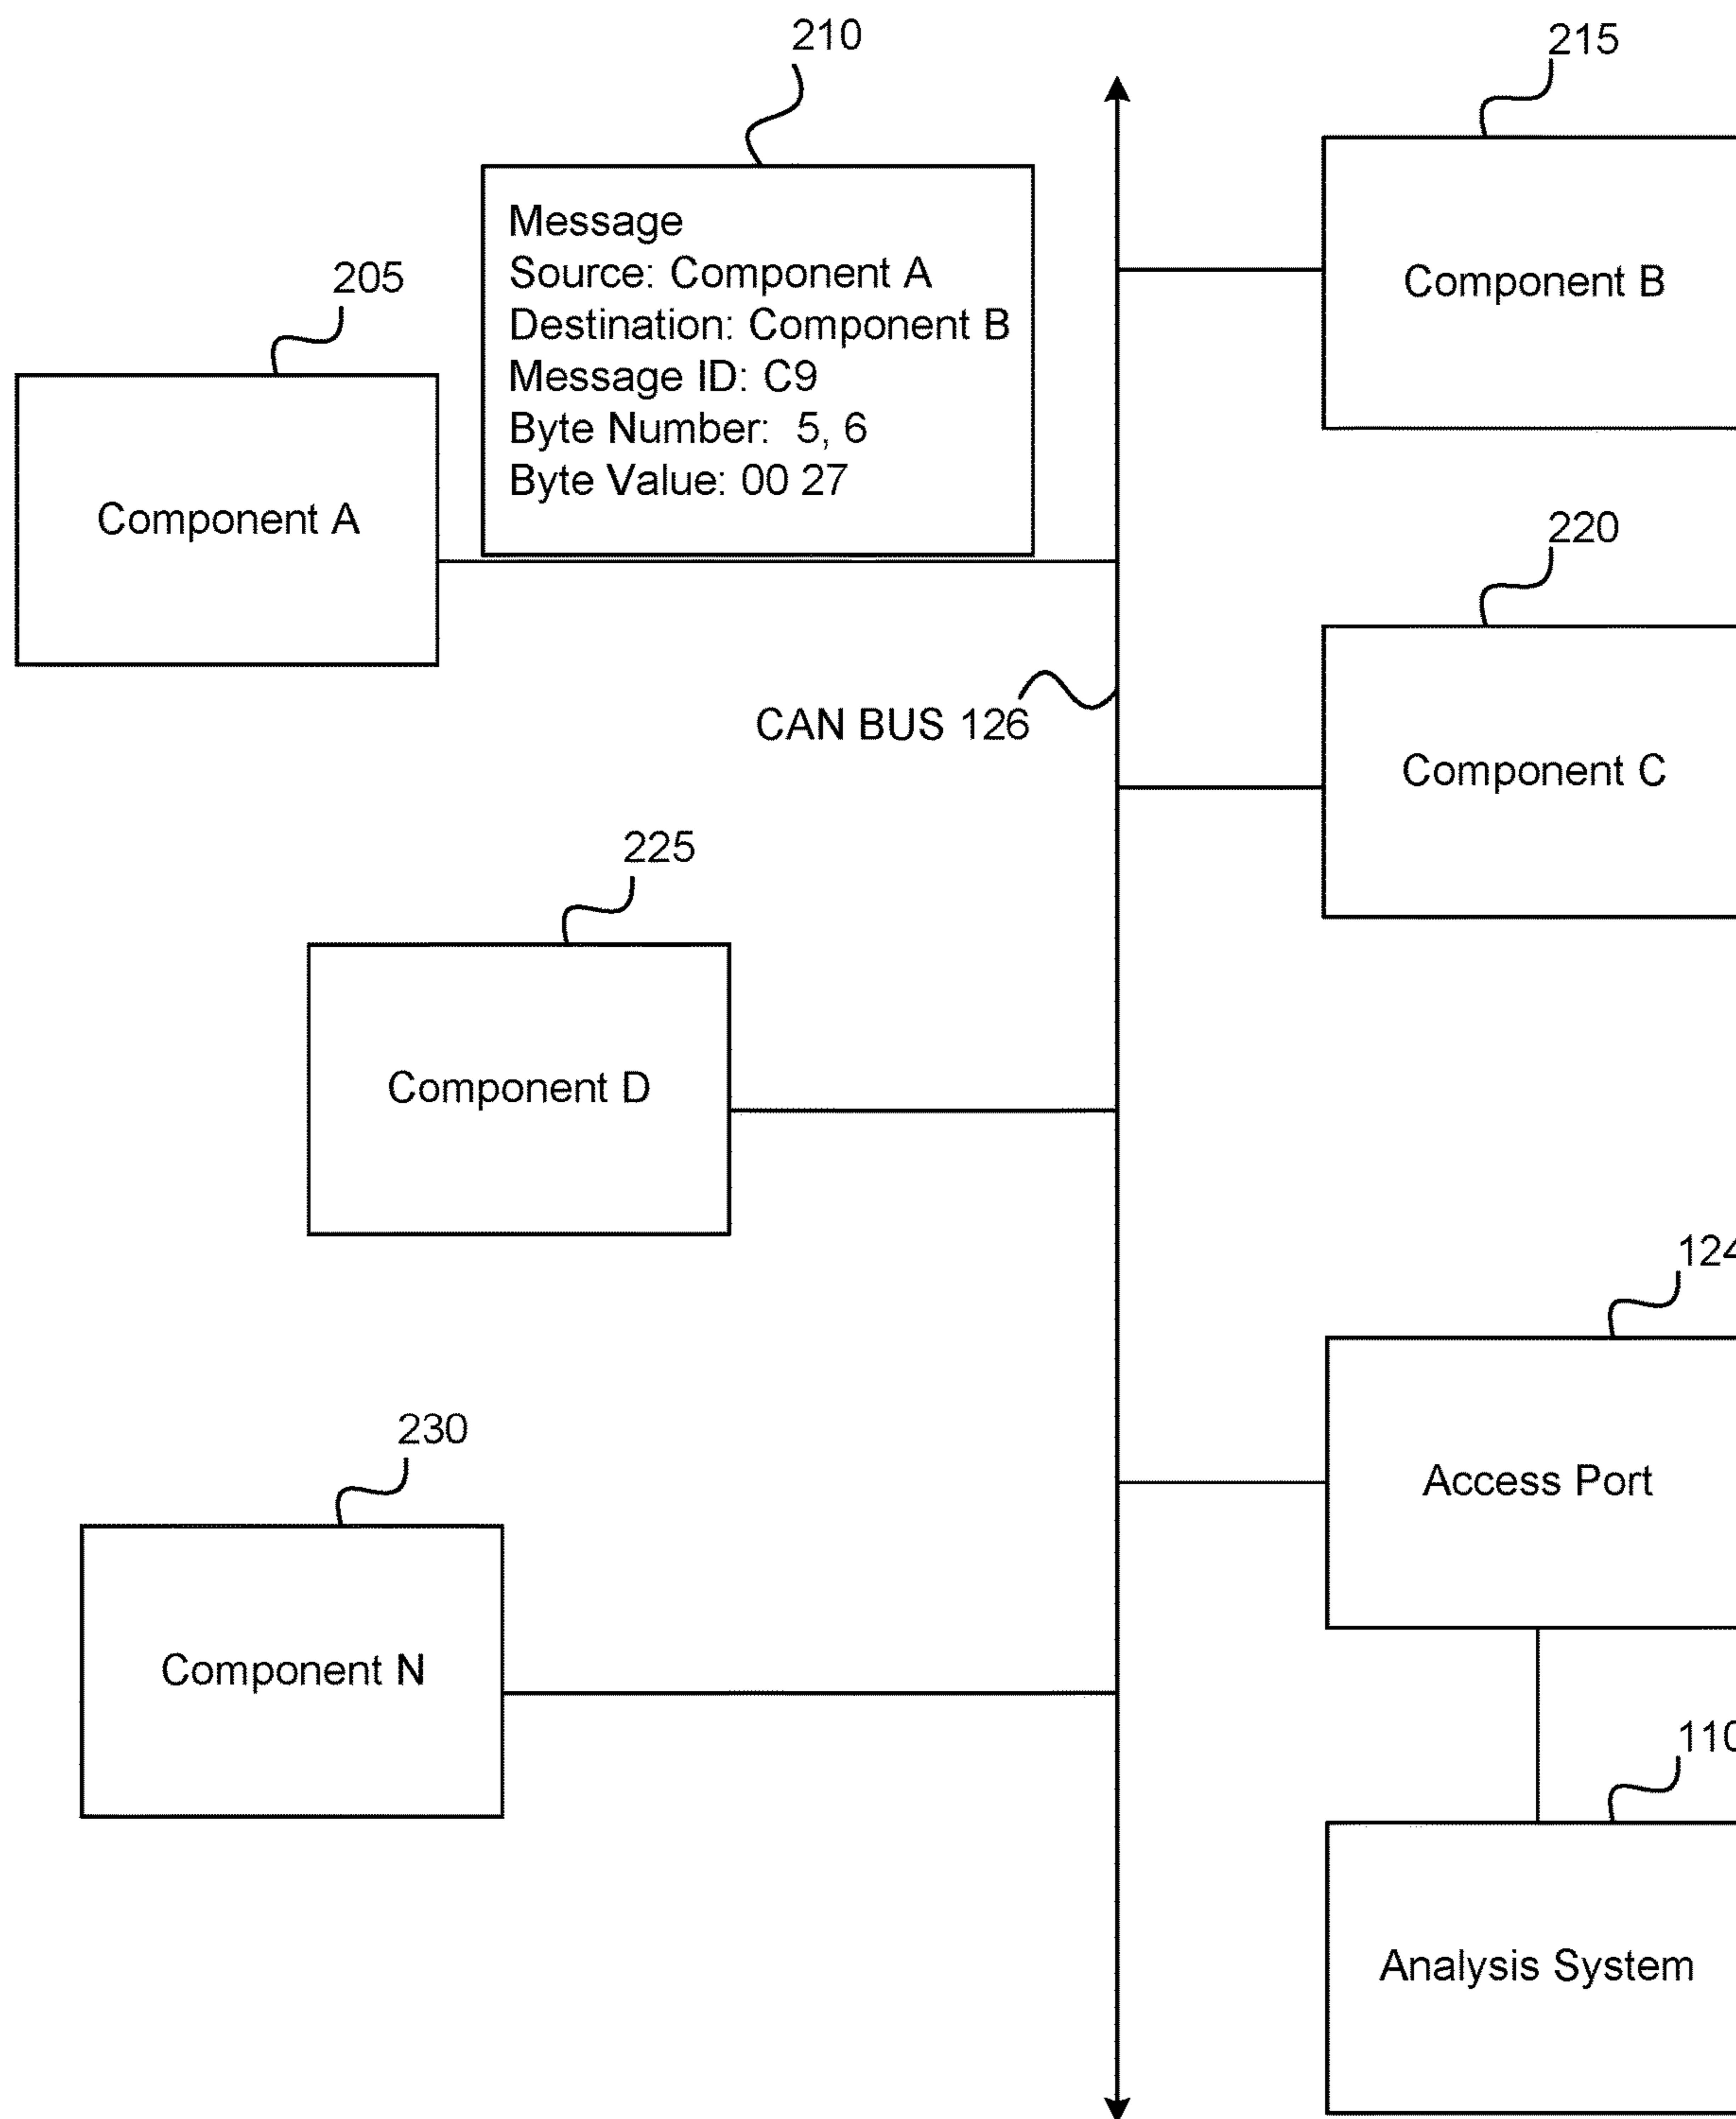 210
215
Message
Source: Component A
Destination: Component B
Message ID: C9
Byte Number: 5, 6
Byte Value: 00 27
205
Component B
Component A
220
CAN BUS 126
Component C
225
Component D
124
230
Access Port
Component N
110
Analysis System